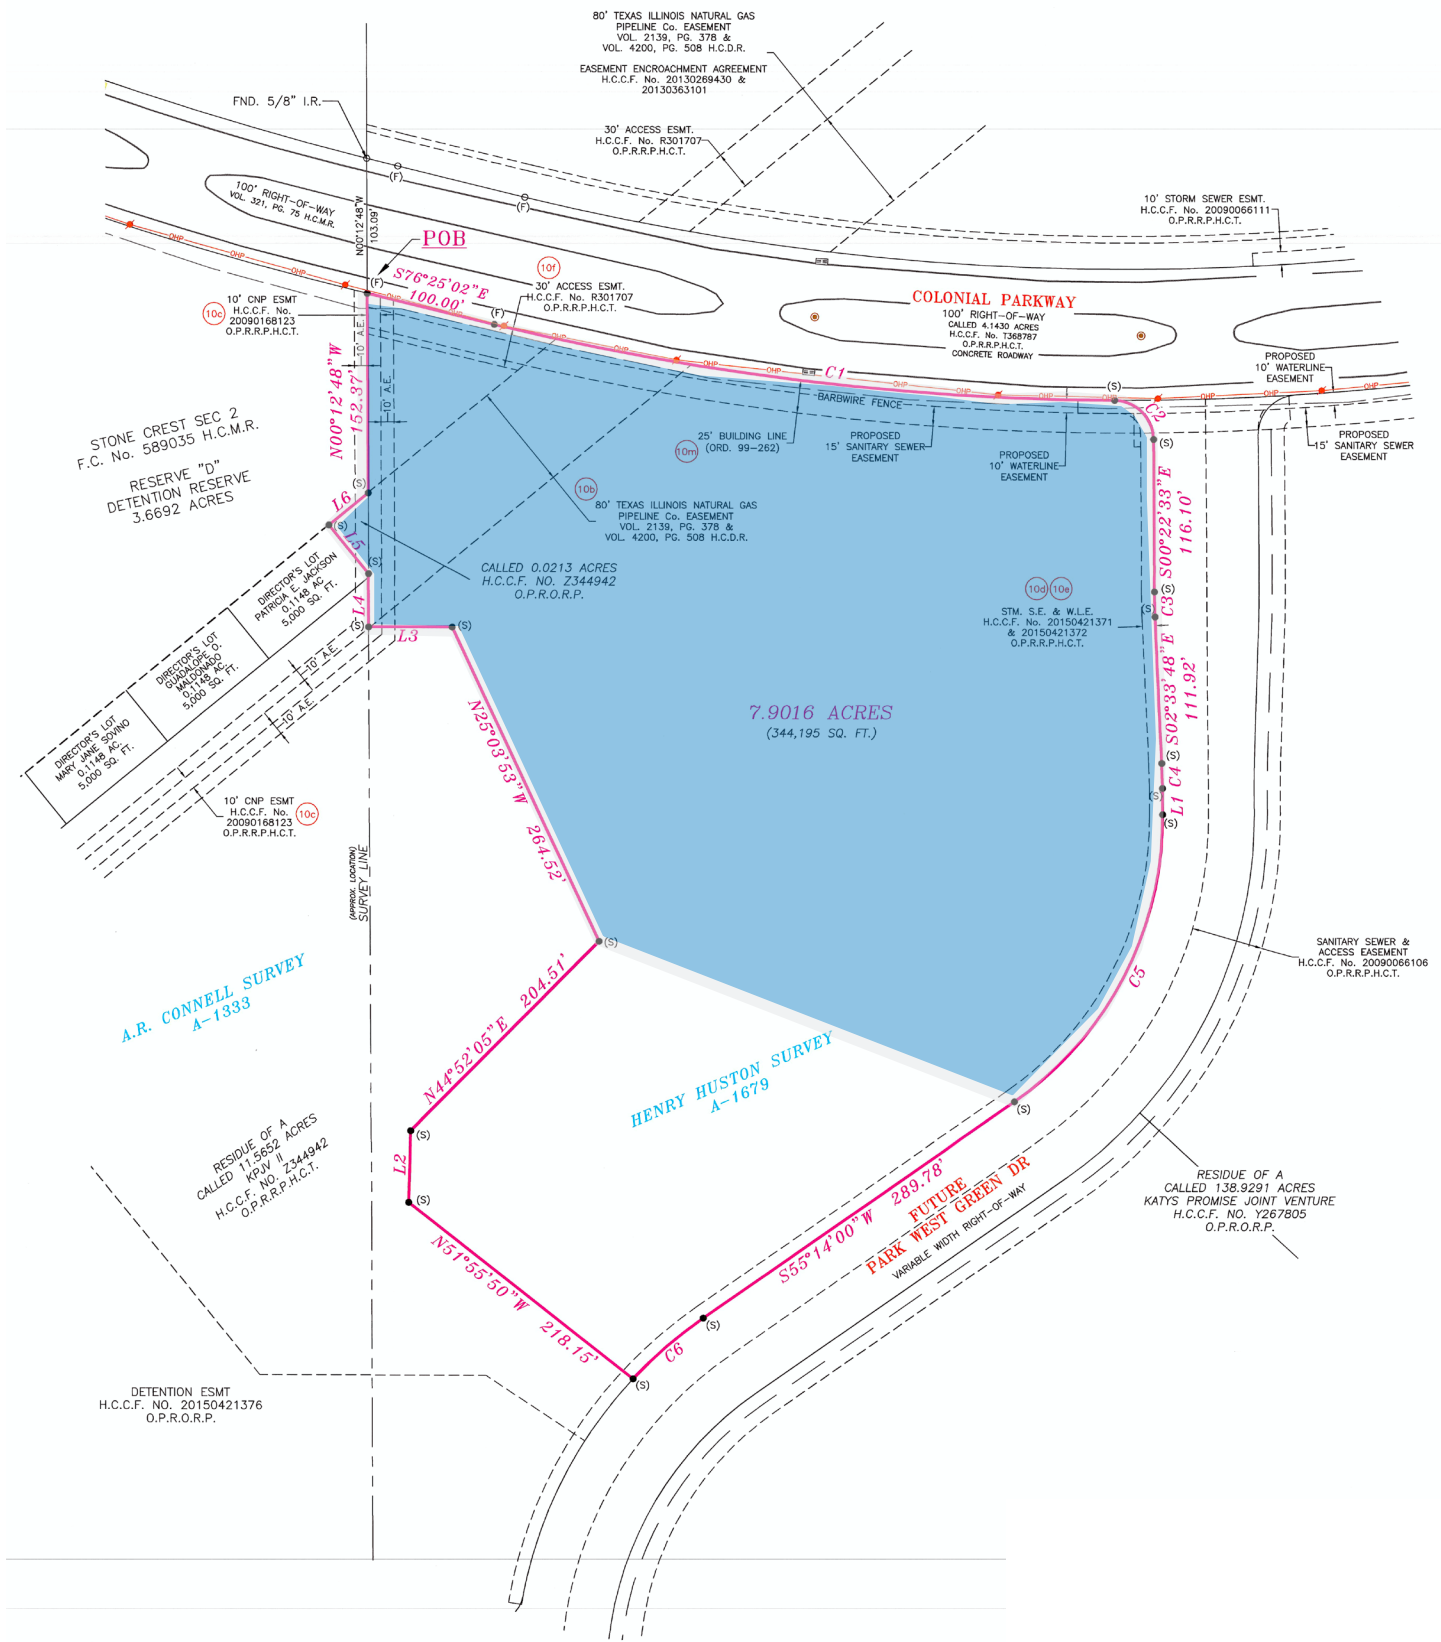 80' TEXAS ILLINOIS NATURAL GAS
PIPELINE Co. EASEMENT
VOL. 2139, PG. 378 &
VOL. 4200, PG. 508 H.C.D.R.
EASEMENT ENCROACHMENT AGREEMENT
H.C.C.F. No. 20130269430 &
20130363101
FND. 5/8" I.R.
30' ACCESS ESMT.
H.C.C.F. No. R301707
O.P.R.R.P.H.C.T.
(F)
(F)
100' RIGHT-OF-WAY
VOL. 321, PG. 75 H.C.M.R.
N00°12'48"W
103.09'
10' STORM SEWER ESMT.
H.C.C.F. No. 20090066111
O.P.R.R.P.H.C.T.
POB
OHP
OHP
OHP
(F)
S76°25'02"E
100.00'
10f
30' ACCESS ESMT.
H.C.C.F. No. R301707
O.P.R.R.P.H.C.T.
10c
10' CNP ESMT
H.C.C.F. No.
20090168123
O.P.R.R.P.H.C.T.
(F)
COLONIAL PARKWAY
100' RIGHT-OF-WAY
CALLED 4.1430 ACRES
H.C.C.F. No. T368787
O.P.R.R.P.H.C.T.
CONCRETE ROADWAY
PROPOSED
10' WATERLINE
EASEMENT
10' A.E.
10' A.E.
OHP
OHP
OHP
OHP
OHP
OHP
OHP
OHP
OHP
OHP
OHP
C1
(S)
C2
BARBWIRE FENCE
N00°12'48"W
152.37'
STONE CREST SEC 2
F.C. No. 589035 H.C.M.R.
RESERVE "D"
DETENTION RESERVE
3.6692 ACRES
10m
25' BUILDING LINE
(ORD. 99-262)
PROPOSED
15' SANITARY SEWER
EASEMENT
PROPOSED
10' WATERLINE
EASEMENT
PROPOSED
15' SANITARY SEWER
EASEMENT
(S)
S00°22'33"E
116.10'
10b
80' TEXAS ILLINOIS NATURAL GAS
PIPELINE Co. EASEMENT
VOL. 2139, PG. 378 &
VOL. 4200, PG. 508 H.C.D.R.
(S)
L6
(S)
L5
(S)
CALLED 0.0213 ACRES
H.C.C.F. NO. Z344942
O.P.R.O.R.P.
L4
(S)
L3
(S)
10d
10e
STM. S.E. & W.L.E.
H.C.C.F. No. 20150421371
& 20150421372
O.P.R.R.P.H.C.T.
(S)
(S)
C3
DIRECTOR'S LOT
PATRICIA E. JACKSON
0.1148 AC
5,000 SQ. FT.
DIRECTOR'S LOT
GUADALOPE O.
MALDONADO
0.1148 AC.
5,000 SQ. FT.
DIRECTOR'S LOT
MARY JANE SOVINO
0.1148 AC.
5,000 SQ. FT.
10' A.E.
10' A.E.
S02°33'48"E
111.92'
7.9016 ACRES
(344,195 SQ. FT.)
N25°03'53"W 264.52'
(S)
C4
(S)
L1
(S)
10' CNP ESMT
H.C.C.F. No.
20090168123
O.P.R.R.P.H.C.T.
10c
(APPROX. LOCATION)
SURVEY LINE
(S)
SANITARY SEWER &
ACCESS EASEMENT
H.C.C.F. No. 20090066106
O.P.R.R.P.H.C.T.
C5
A.R. CONNELL SURVEY
A-1333
N44°52'05"E 204.51'
HENRY HUSTON SURVEY
A-1679
(S)
(S)
L2
(S)
RESIDUE OF A
CALLED 11.5652 ACRES
KPJV II
H.C.C.F. NO. Z344942
O.P.R.R.P.H.C.T.
S55°14'00"W 289.78'
FUTURE
PARK WEST GREEN DR
VARIABLE WIDTH RIGHT-OF-WAY
RESIDUE OF A
CALLED 138.9291 ACRES
KATYS PROMISE JOINT VENTURE
H.C.C.F. NO. Y267805
O.P.R.O.R.P.
N51°55'50"W 218.15'
(S)
C6
(S)
DETENTION ESMT
H.C.C.F. NO. 20150421376
O.P.R.O.R.P.